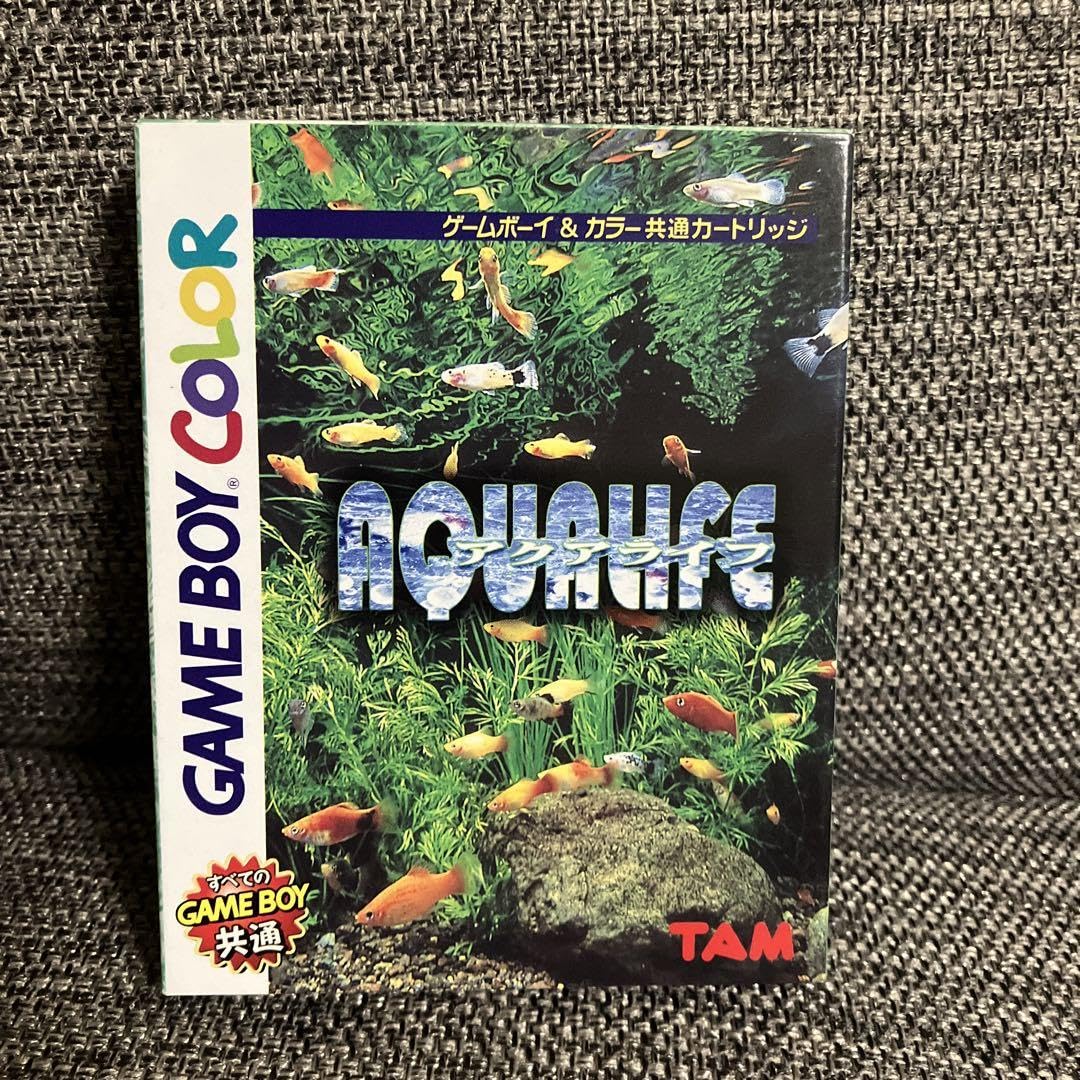 GAME BOY® COLOR
ゲームボーイ & カラー共通カートリッジ
AQUALIFE
アクアライフ
すべての
GAME BOY
共通
TAM